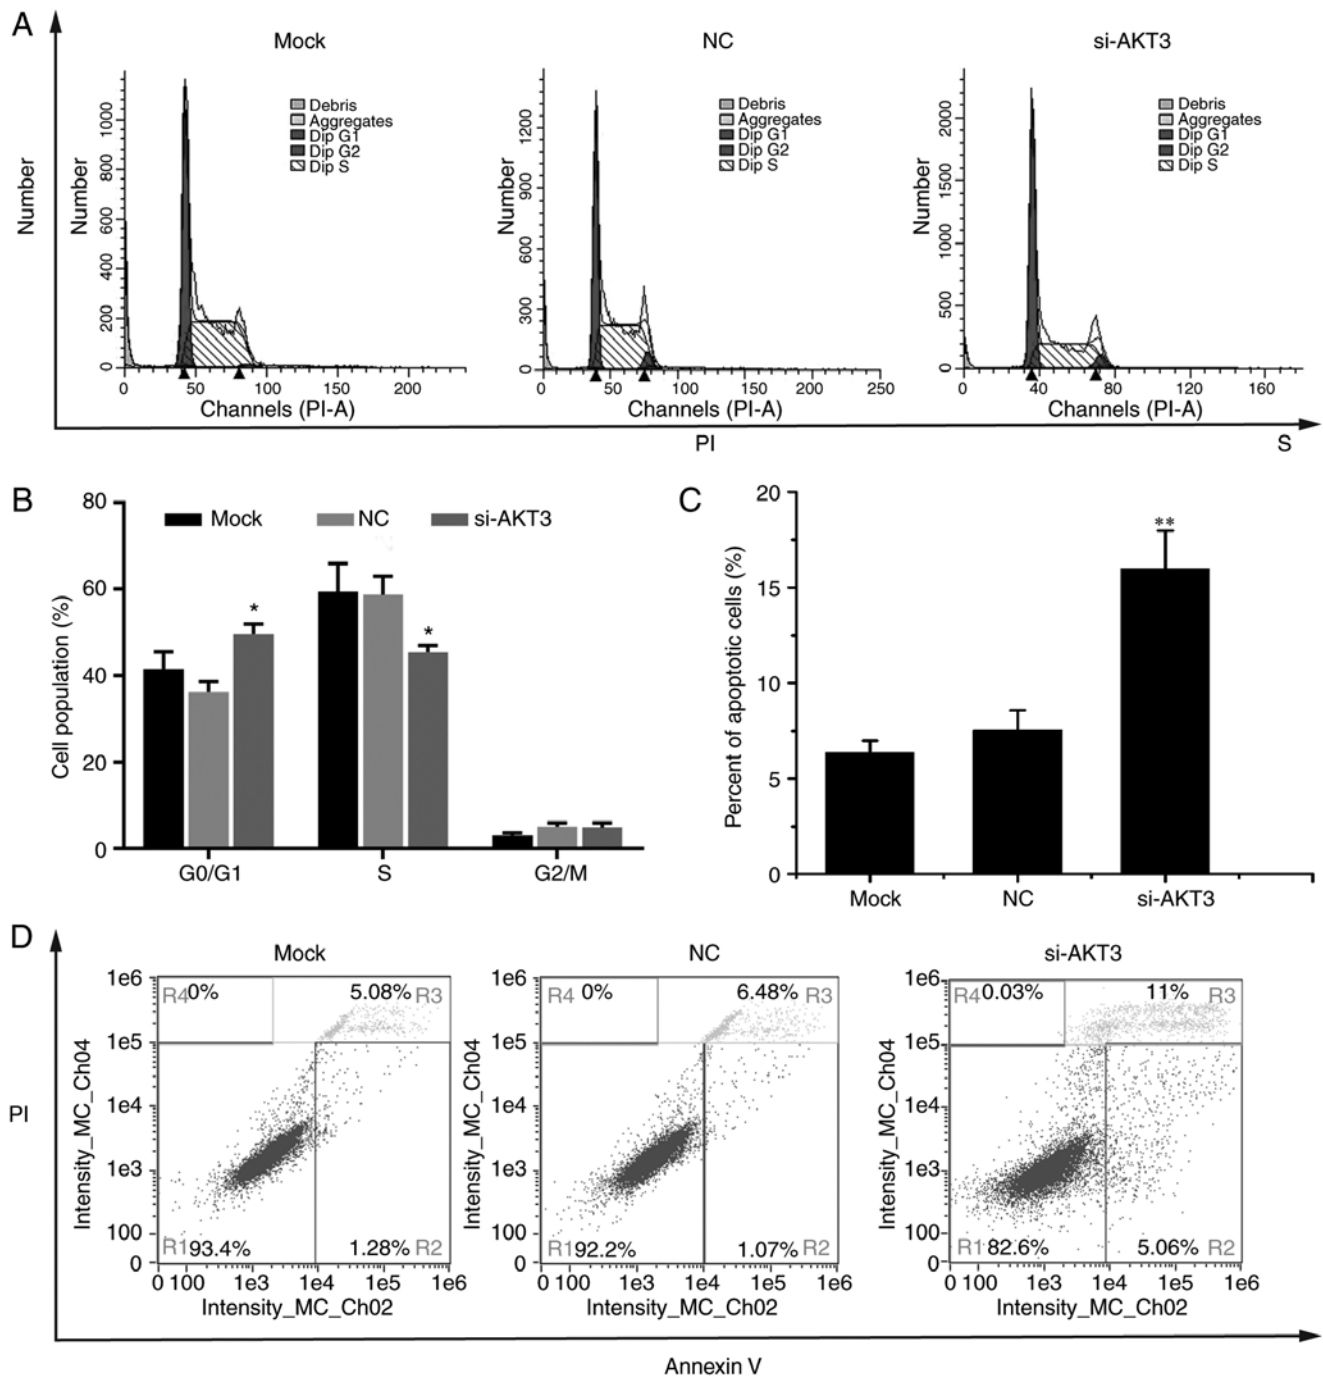 A
Mock
NC
si-AKT3
Number
Number
1000
800
600
400
200
0
Debris
Aggregates
Dip G1
Dip G2
Dip S
0 50 100 150 200
Channels (PI-A)
Number
1200
900
600
300
0
Debris
Aggregates
Dip G1
Dip G2
Dip S
0 50 100 150 200 250
Channels (PI-A)
Number
2000
1500
1000
500
0
Debris
Aggregates
Dip G1
Dip G2
Dip S
0 40 80 120 160
Channels (PI-A)
PI
S
B
Cell population (%)
80
60
40
20
0
Mock NC si-AKT3
*
*
G0/G1 S G2/M
C
Percent of apoptotic cells (%)
20
15
10
5
0
**
Mock NC si-AKT3
D
PI
Mock
Intensity_MC_Ch04
1e6
1e5
1e4
1e3
100
0
R4 0% 5.08% R3
R1 93.4% 1.28% R2
0 100 1e3 1e4 1e5 1e6
Intensity_MC_Ch02
NC
Intensity_MC_Ch04
1e6
1e5
1e4
1e3
100
0
R4 0% 6.48% R3
R1 92.2% 1.07% R2
0 100 1e3 1e4 1e5 1e6
Intensity_MC_Ch02
si-AKT3
Intensity_MC_Ch04
1e6
1e5
1e4
1e3
100
0
R4 0.03% 11% R3
R1 82.6% 5.06% R2
0 100 1e3 1e4 1e5 1e6
Intensity_MC_Ch02
Annexin V